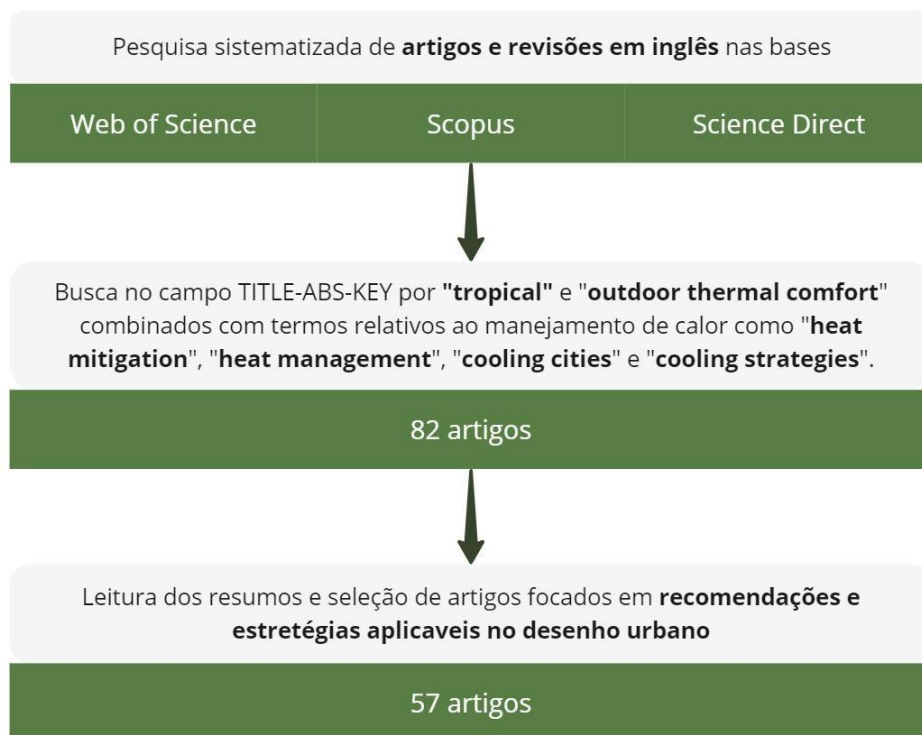 Pesquisa sistematizada de artigos e revisões em inglês nas bases
Web of Science
Scopus
Science Direct
Busca no campo TITLE-ABS-KEY por "tropical" e "outdoor thermal comfort"
combinados com termos relativos ao manejamento de calor como "heat
mitigation", "heat management", "cooling cities" e "cooling strategies".
82 artigos
Leitura dos resumos e seleção de artigos focados em recomendações e
estretégias aplicaveis no desenho urbano
57 artigos